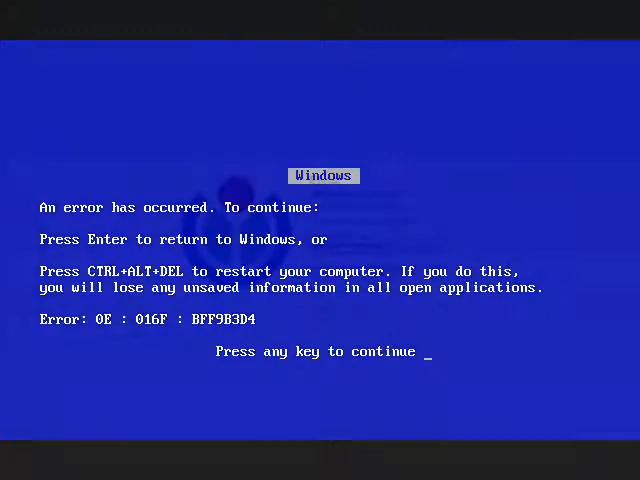 Windows
An error has occurred. To continue:
Press Enter to return to Windows, or
Press CTRL+ALT+DEL to restart your computer. If you do this,
you will lose any unsaved information in all open applications.
Error: 0E : 016F : BFF9B3D4
Press any key to continue _